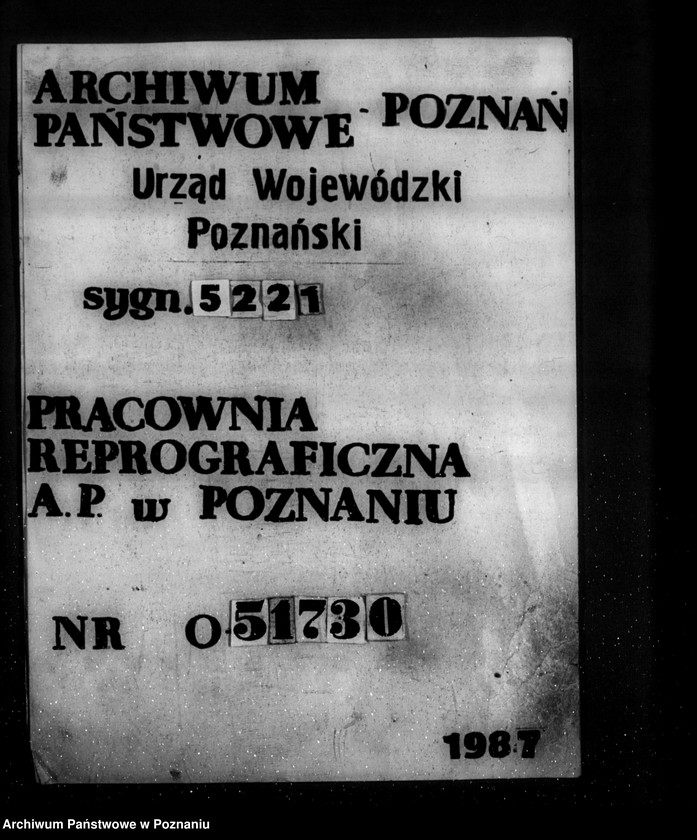 ARCHIWUM
PAŃSTWOWE - POZNAŃ
Urząd Wojewódzki
Poznański
sygn. 5221
PRACOWNIA
REPROGRAFICZNA
A.P. w POZNANIU
NR O-51730
1987
Archiwum Państwowe w Poznaniu